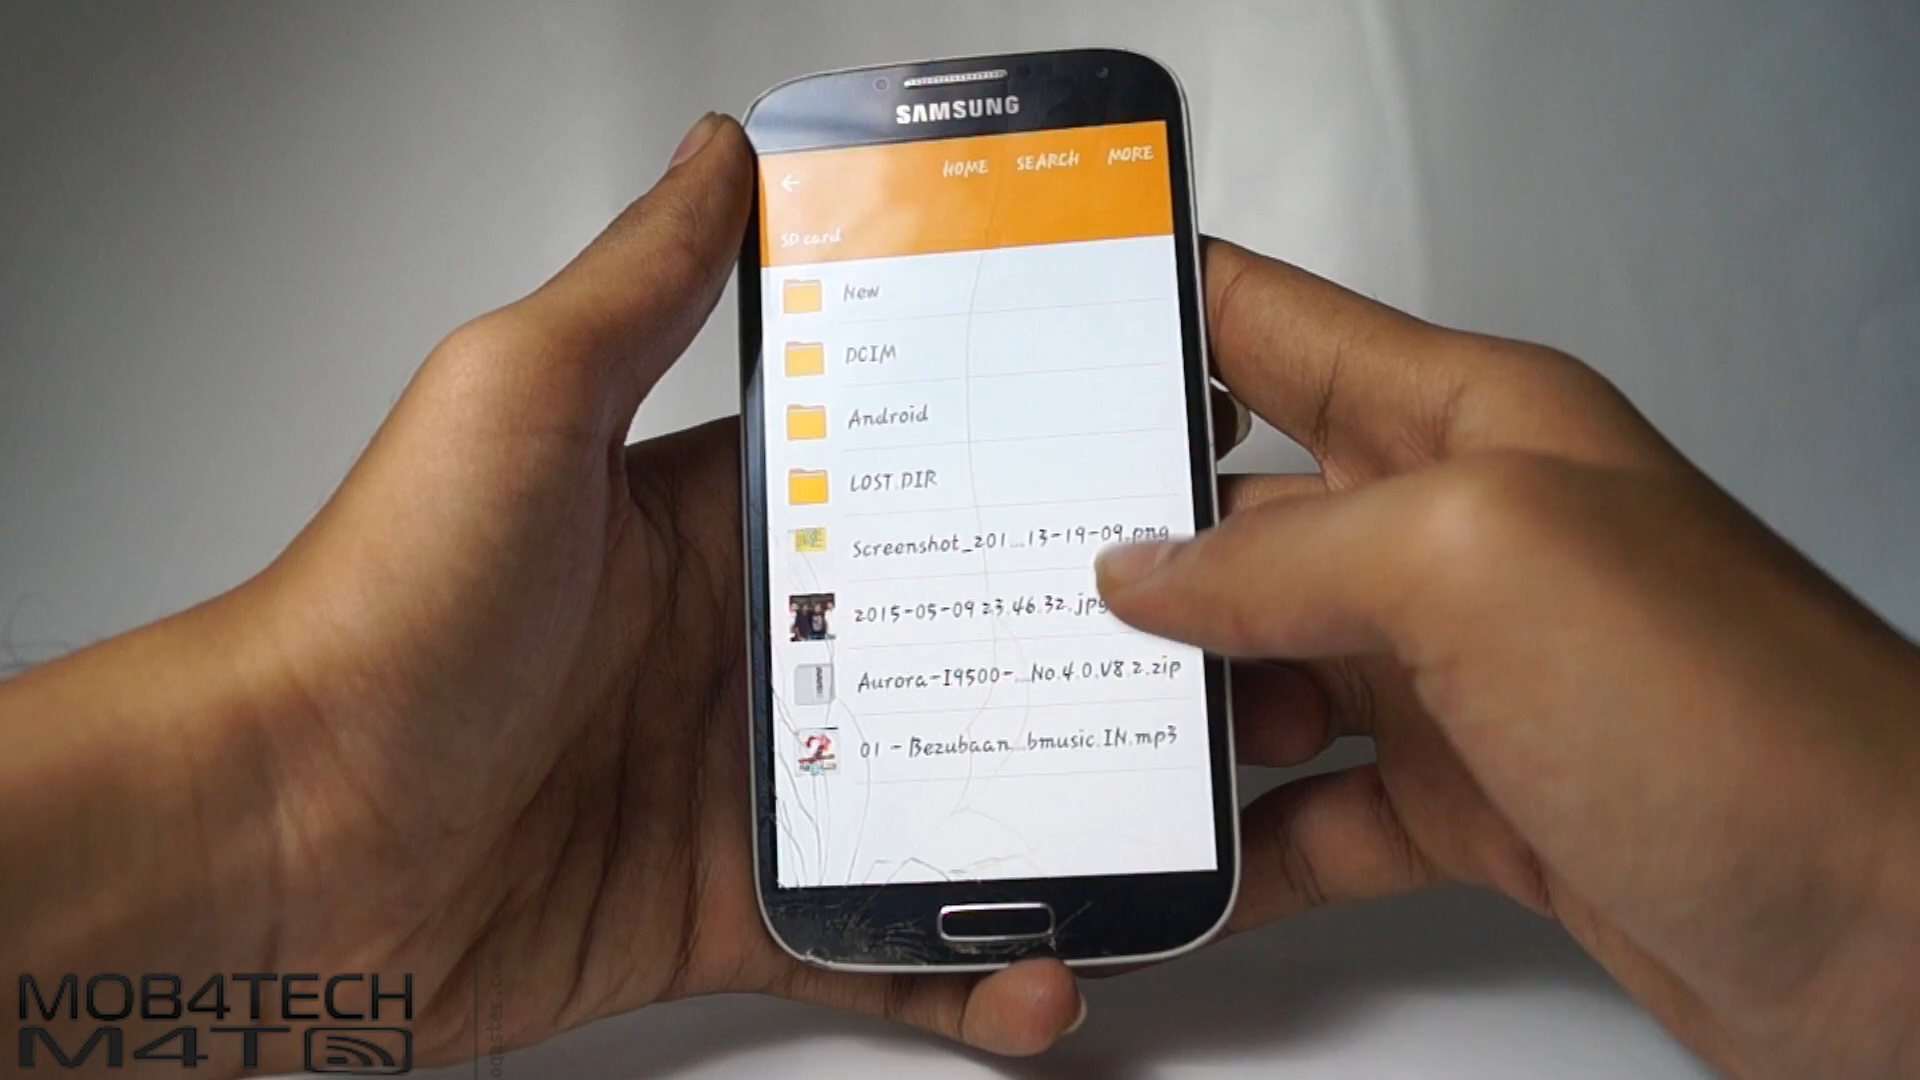 SAMSUNG
HOME SEARCH MORE
SD card
New
DCIM
Android
LOST.DIR
Screenshot_201...13-19-09.png
2015-05-09 23.46.32.jpg
Aurora-I9500-...No.4.0.V8.2.zip
01 - Bezubaan...bmusic.IN.mp3
MOB4TECH
M4T